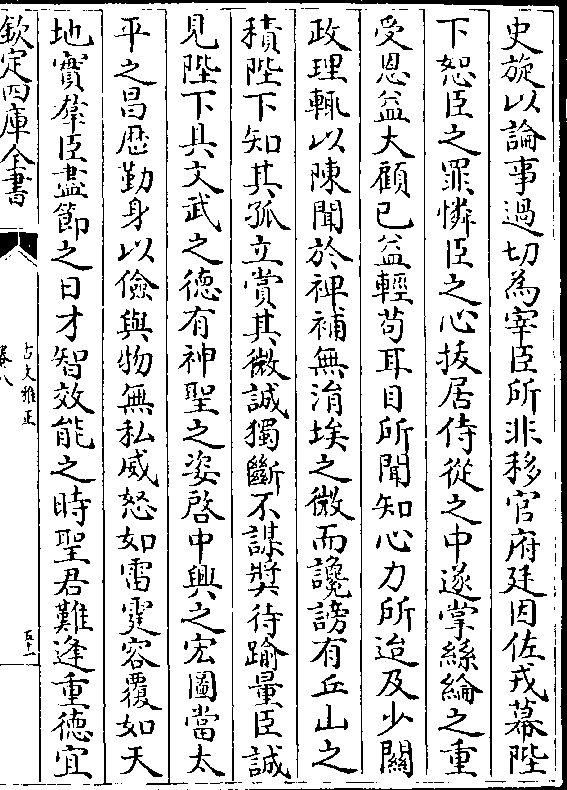 史旋以論事過切為宰臣所非移官府廷因佐戎幕陛
下恕臣之罪憐臣之心拔居侍從之中遂掌絲綸之重
受恩益大顧已益輕苟耳目所聞知心力所迨及少關
政理輒以陳聞於裨補無涓埃之微而讒謗有丘山之
積陛下知其孤立賞其微誠獨斷不謀奬待踰量臣誠
見陛下具文武之德有神聖之姿啓中興之宏圖當太
平之昌歴勤身以儉與物無私威怒如雷霆容覆如天
地實羣臣盡節之日才智效能之時聖君難逢重德宜
欽定四庫全書
古文雅正
卷八
五十一